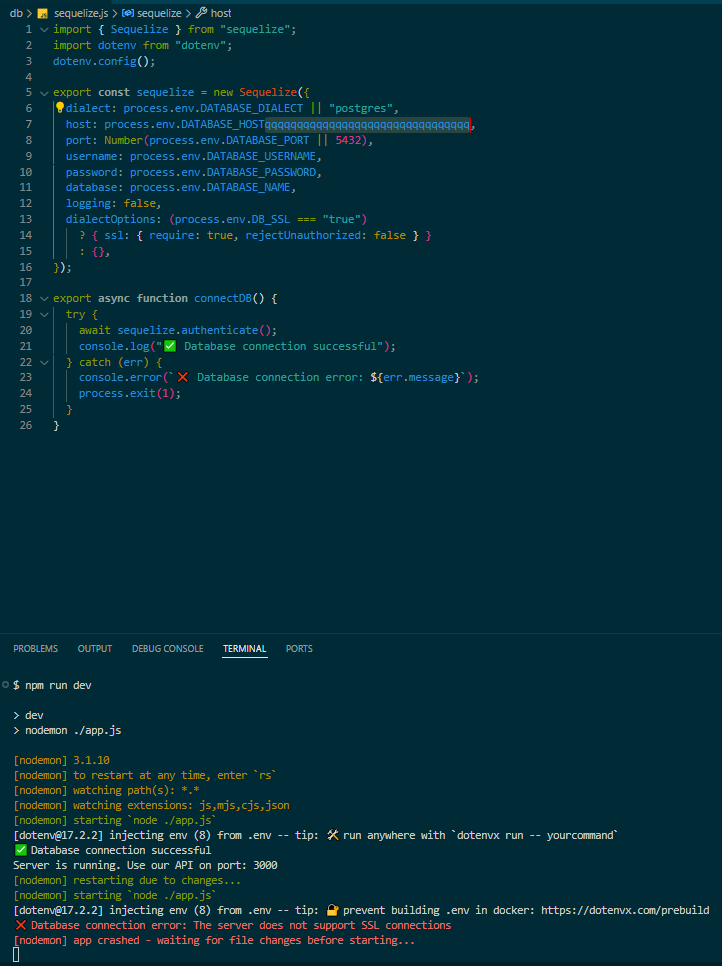 db > sequelize.js > sequelize > host
1 import { Sequelize } from "sequelize";
2 import dotenv from "dotenv";
3 dotenv.config();
4
5 export const sequelize = new Sequelize({
6 dialect: process.env.DATABASE_DIALECT || "postgres",
7 host: process.env.DATABASE_HOSTqqqqqqqqqqqqqqqqqqqqqqqqqqqqqqqq,
8 port: Number(process.env.DATABASE_PORT || 5432),
9 username: process.env.DATABASE_USERNAME,
10 password: process.env.DATABASE_PASSWORD,
11 database: process.env.DATABASE_NAME,
12 logging: false,
13 dialectOptions: (process.env.DB_SSL === "true")
14 ? { ssl: { require: true, rejectUnauthorized: false } }
15 : {},
16 });
17
18 export async function connectDB() {
19 try {
20 await sequelize.authenticate();
21 console.log("✅ Database connection successful");
22 } catch (err) {
23 console.error(`❌ Database connection error: ${err.message}`);
24 process.exit(1);
25 }
26 }
PROBLEMS OUTPUT DEBUG CONSOLE TERMINAL PORTS
$ npm run dev
> dev
> nodemon ./app.js
[nodemon] 3.1.10
[nodemon] to restart at any time, enter `rs`
[nodemon] watching path(s): *.*
[nodemon] watching extensions: js,mjs,cjs,json
[nodemon] starting `node ./app.js`
[dotenv@17.2.2] injecting env (8) from .env -- tip: 🛠️ run anywhere with `dotenvx run -- yourcommand`
✅ Database connection successful
Server is running. Use our API on port: 3000
[nodemon] restarting due to changes...
[nodemon] starting `node ./app.js`
[dotenv@17.2.2] injecting env (8) from .env -- tip: 🔐 prevent building .env in docker: https://dotenvx.com/prebuild
❌ Database connection error: The server does not support SSL connections
[nodemon] app crashed - waiting for file changes before starting...